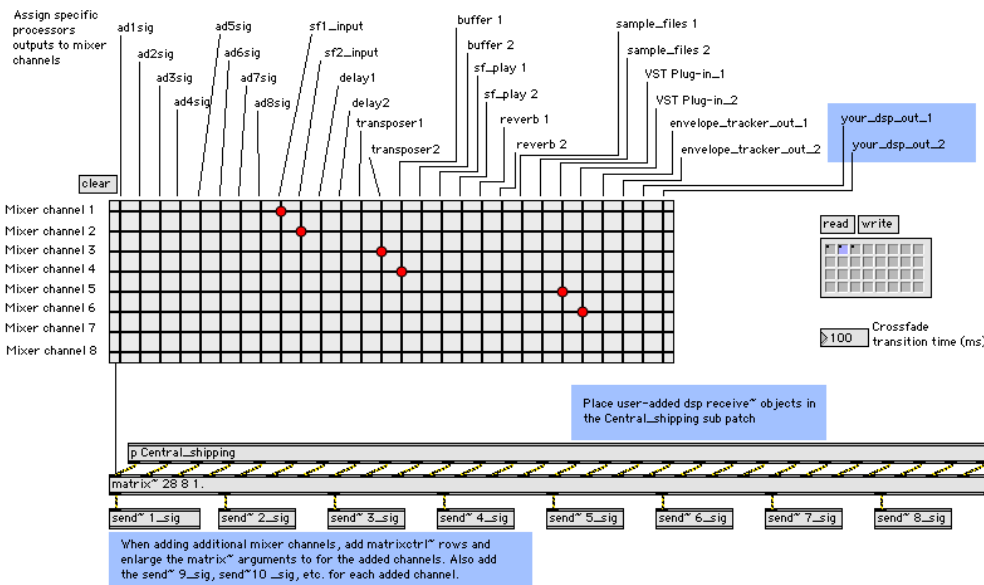 Assign specific
processors
outputs to mixer
channels
ad1sig
ad2sig
ad3sig
ad4sig
ad5sig
ad6sig
ad7sig
ad8sig
sf1_input
sf2_input
delay1
delay2
transposer1
transposer2
buffer 1
buffer 2
sf_play 1
sf_play 2
reverb 1
reverb 2
sample_files 1
sample_files 2
VST Plug-in_1
VST Plug-in_2
envelope_tracker_out_1
envelope_tracker_out_2
your_dsp_out_1
your_dsp_out_2
clear
Mixer channel 1
Mixer channel 2
Mixer channel 3
Mixer channel 4
Mixer channel 5
Mixer channel 6
Mixer channel 7
Mixer channel 8
read write
100
Crossfade
transition time (ms)
Place user-added dsp receive~ objects in
the Central_shipping sub patch
p Central_shipping
matrix~ 28 8 1.
send~ 1_sig send~ 2_sig send~ 3_sig send~ 4_sig send~ 5_sig send~ 6_sig send~ 7_sig send~ 8_sig
When adding additional mixer channels, add matrixctrl~ rows and
enlarge the matrix~ arguments to for the added channels. Also add
the send~ 9_sig, send~10 _sig, etc. for each added channel.